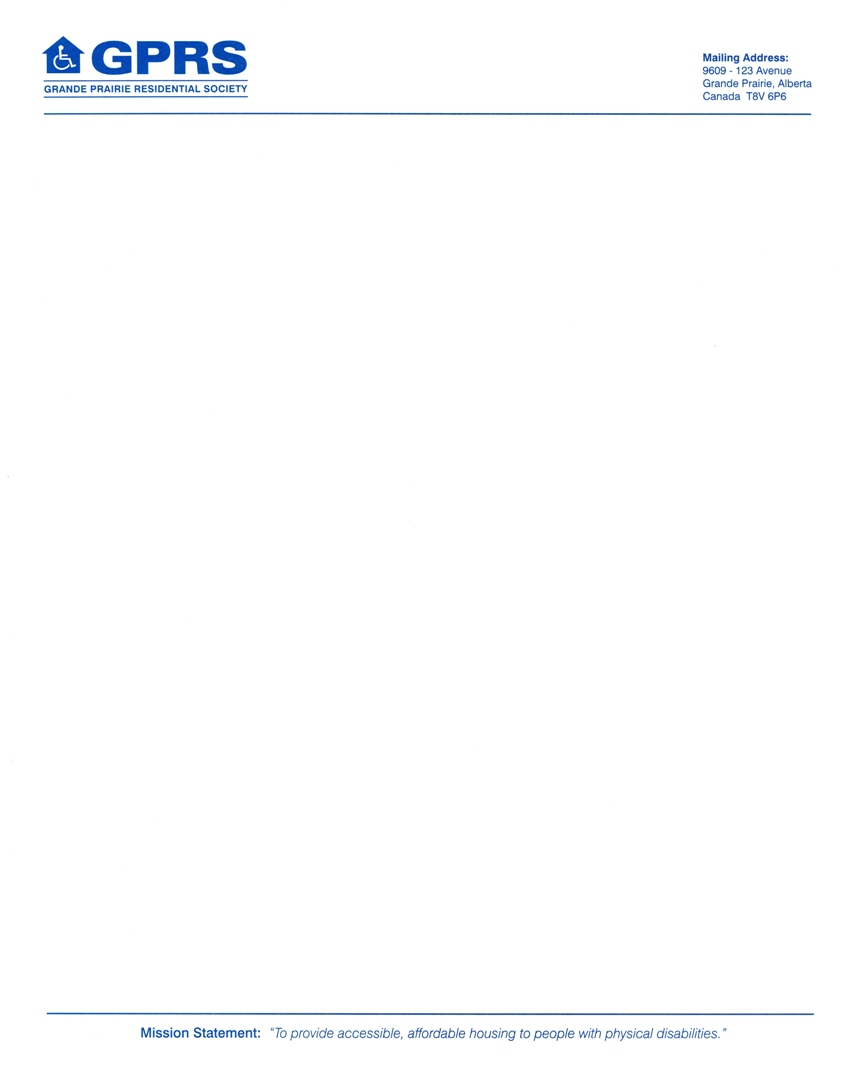 GPRS
GRANDE PRAIRIE RESIDENTIAL SOCIETY
Mailing Address:
9609 - 123 Avenue
Grande Prairie, Alberta
Canada T8V 6P6
Mission Statement: “To provide accessible, affordable housing to people with physical disabilities.”